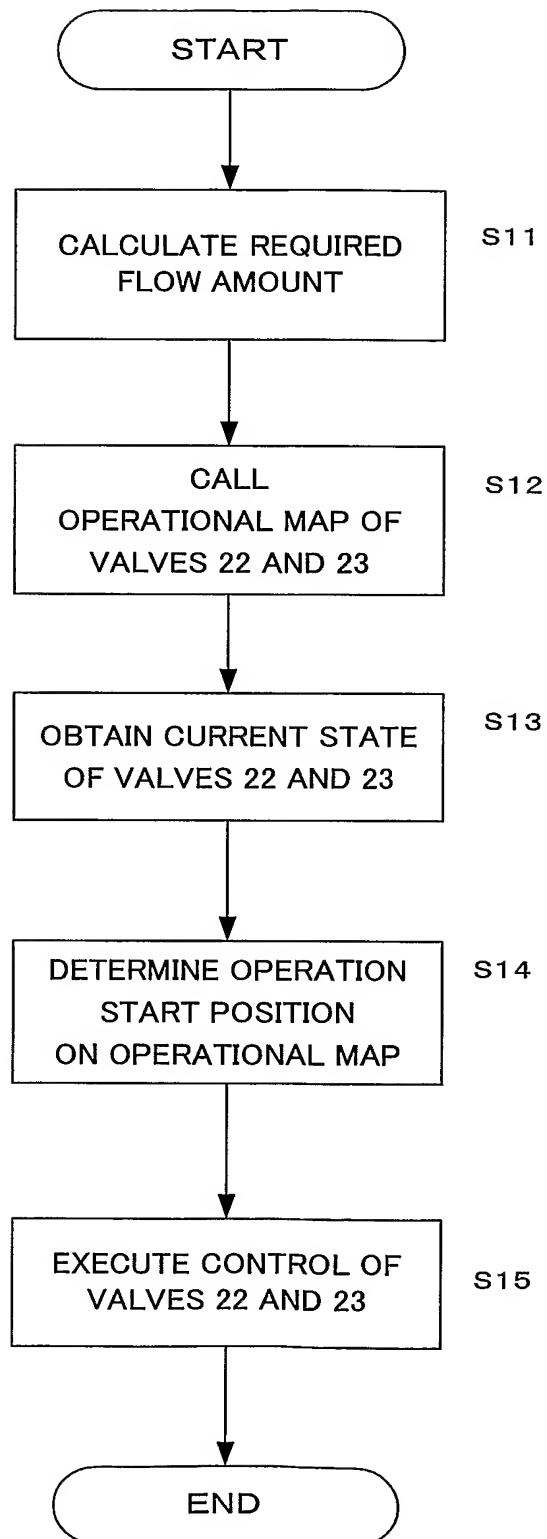 START
CALCULATE REQUIRED
FLOW AMOUNT
S11
CALL
OPERATIONAL MAP OF
VALVES 22 AND 23
S12
OBTAIN CURRENT STATE
OF VALVES 22 AND 23
S13
DETERMINE OPERATION
START POSITION
ON OPERATIONAL MAP
S14
EXECUTE CONTROL OF
VALVES 22 AND 23
S15
END